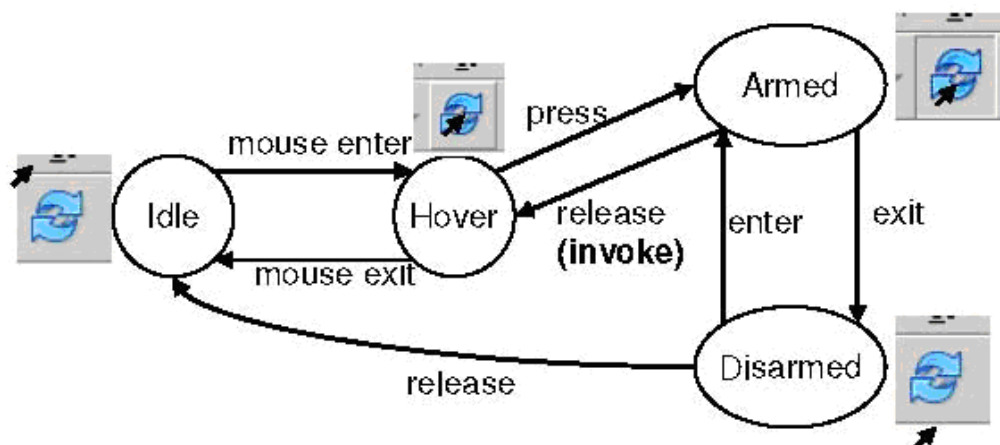 Armed
press
mouse enter
Idle
Hover
release
(invoke)
enter
exit
mouse exit
Disarmed
release